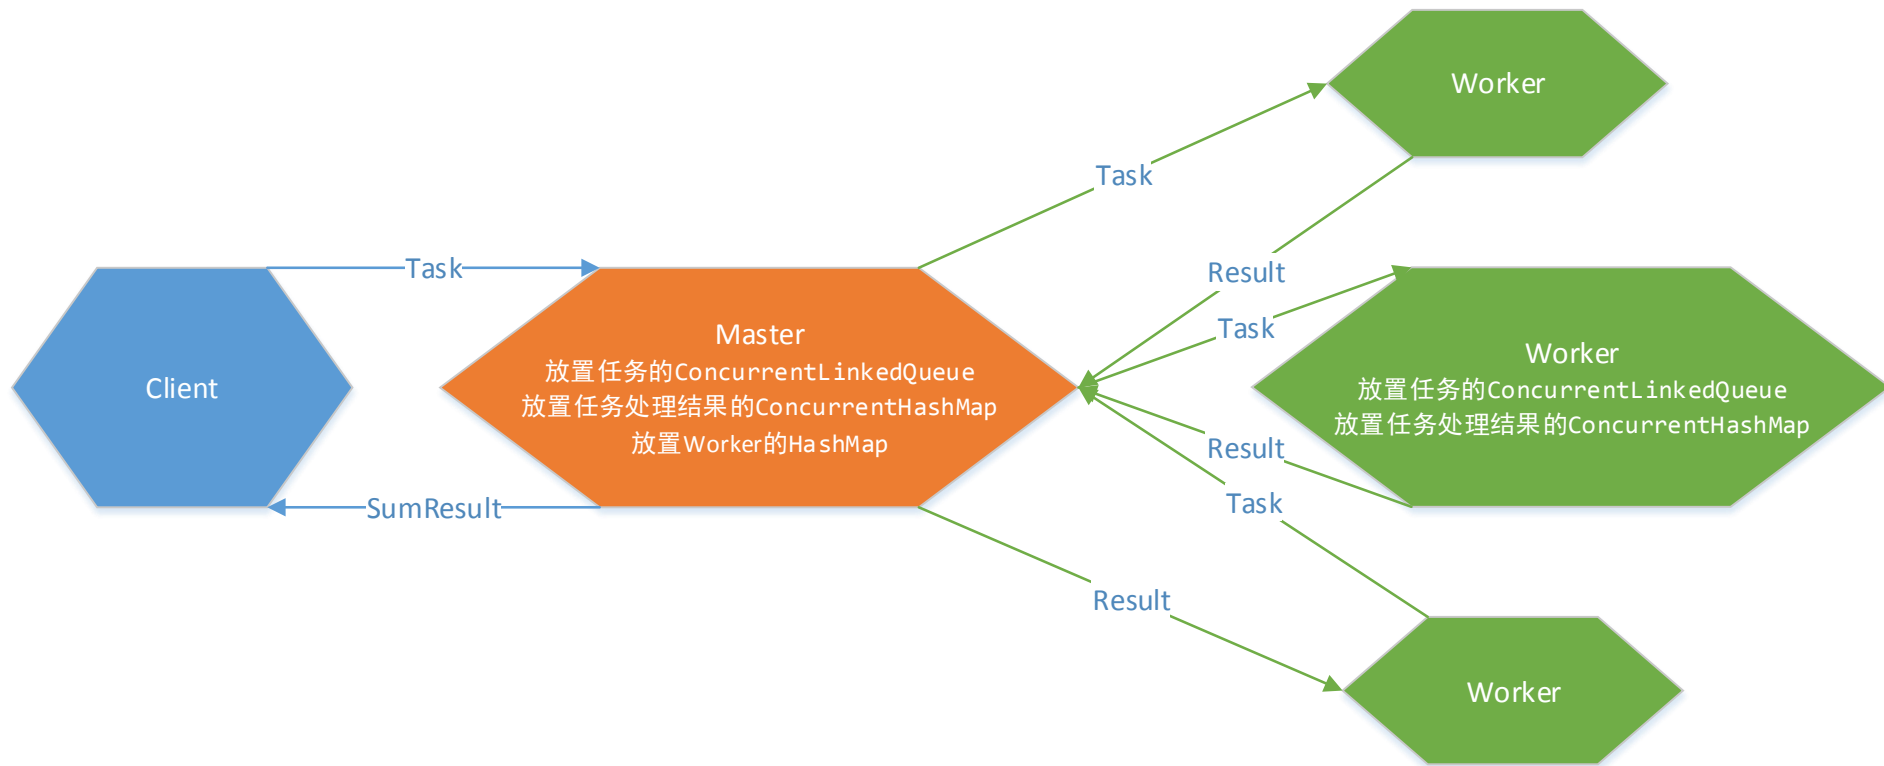 Worker
Task
Task
Result
Task
Client
Master
放置任务的ConcurrentLinkedQueue
放置任务处理结果的ConcurrentHashMap
放置Worker的HashMap
Worker
放置任务的ConcurrentLinkedQueue
放置任务处理结果的ConcurrentHashMap
Result
Task
SumResult
Result
Worker